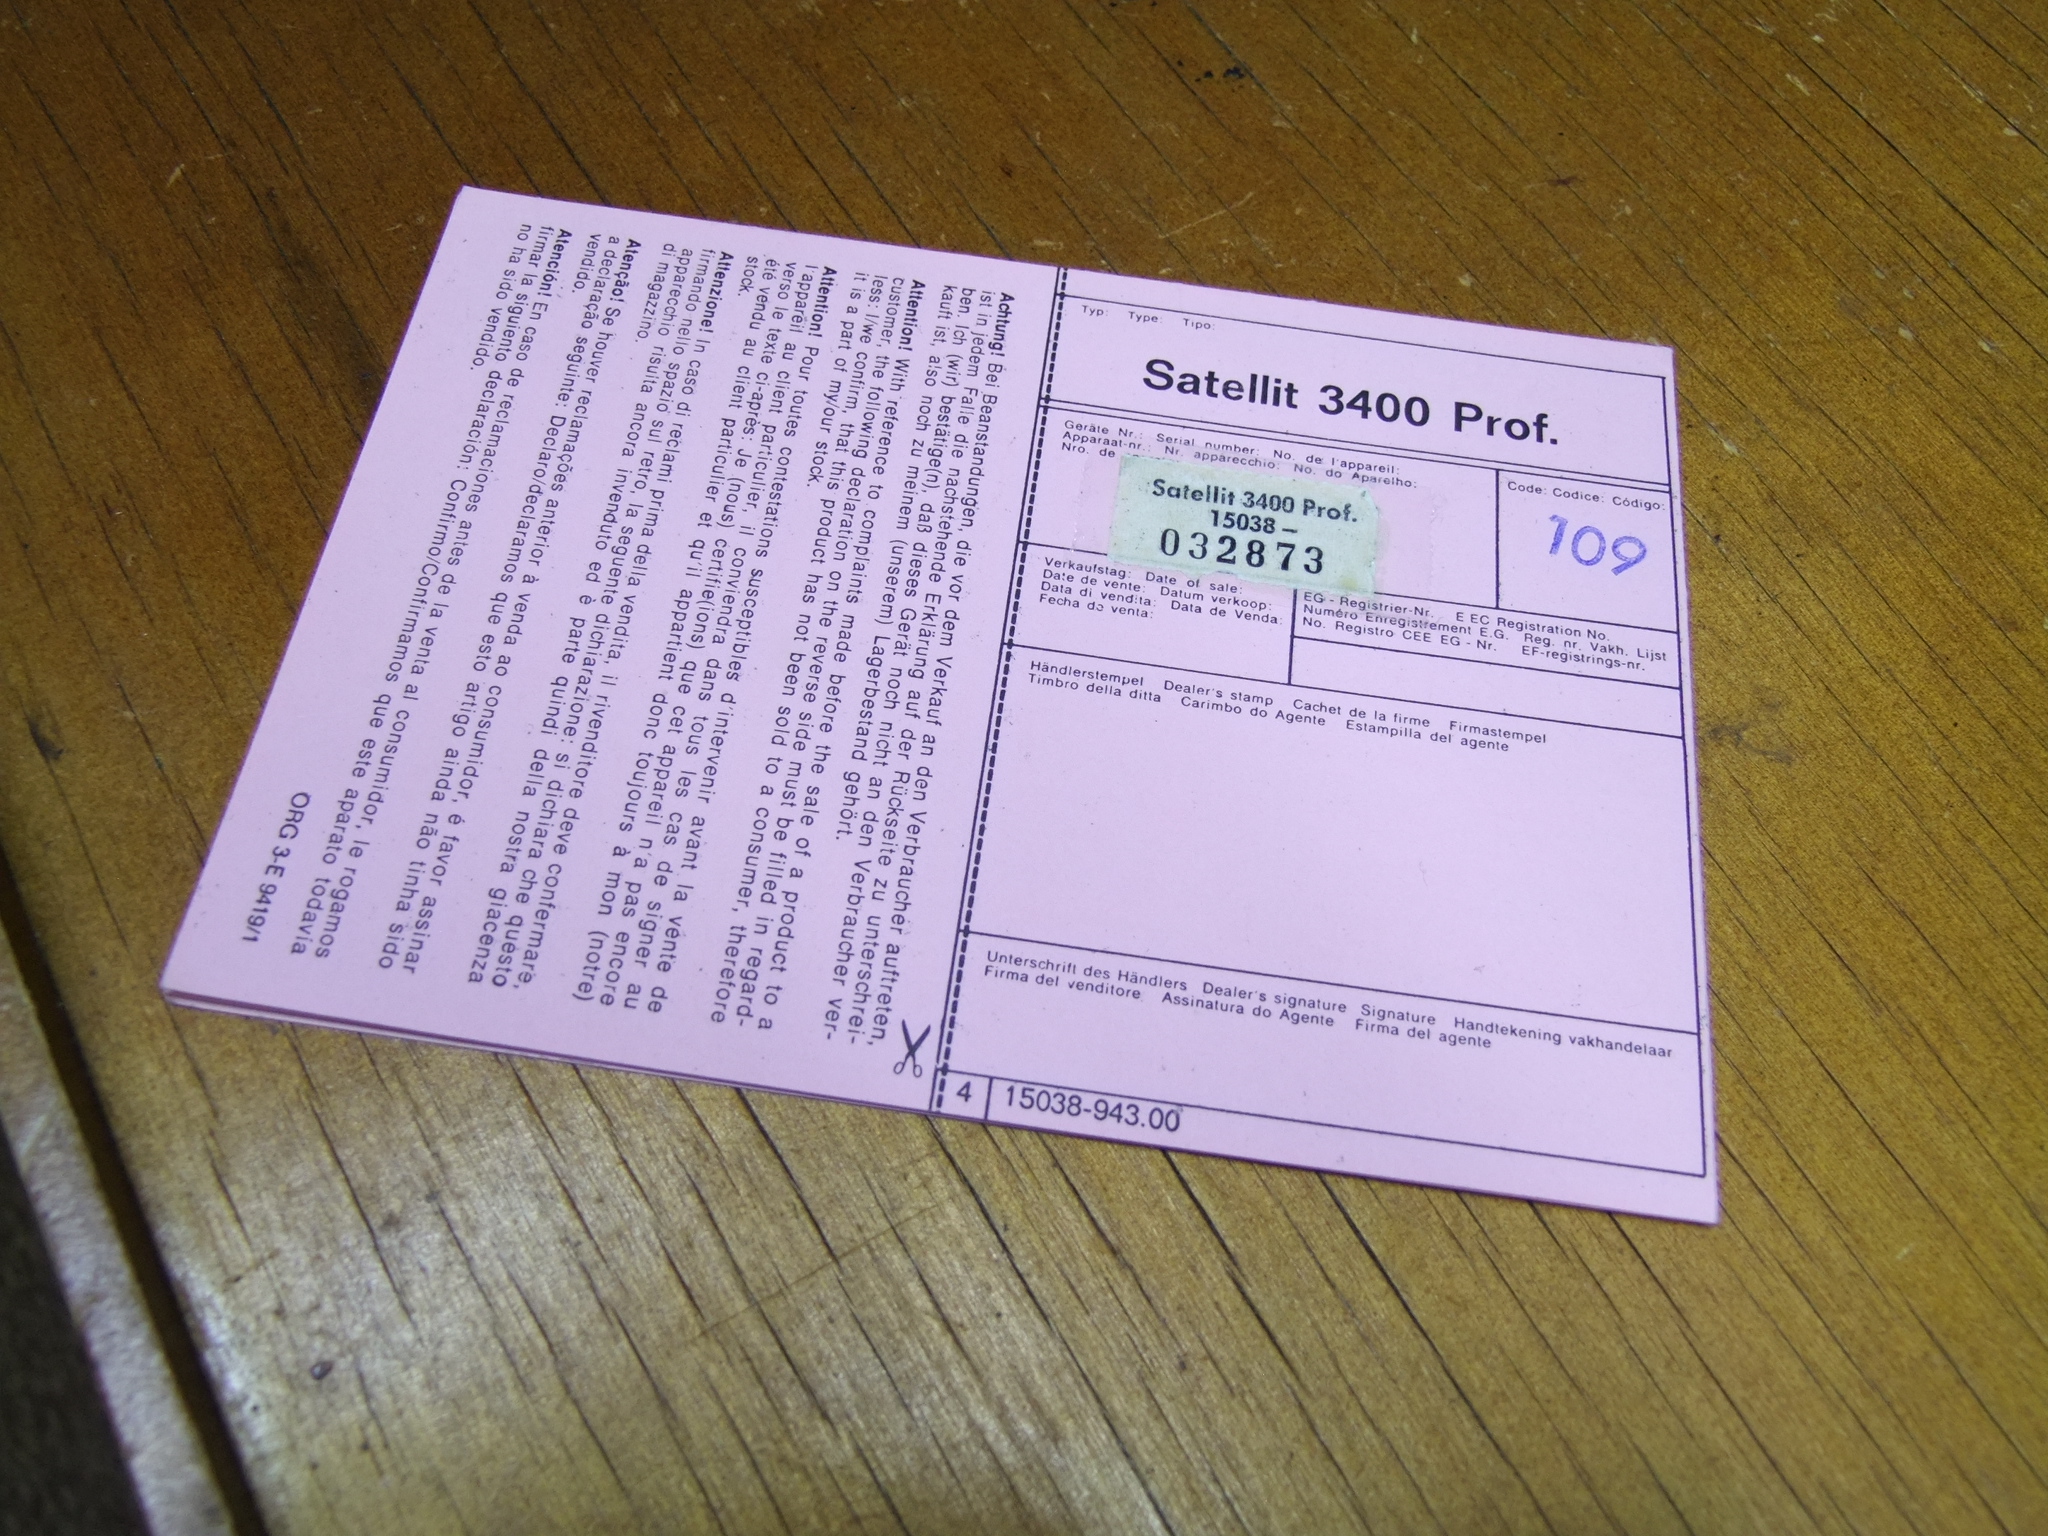 Typ: Type: Tipo:
Satellit 3400 Prof.
Geräte Nr.: Serial number: No. de l'appareil:
Apparaat-nr.: Nr. apparecchio: No. do Aparelho:
Nro. de
Satellit 3400 Prof.
15038 –
032873
Code: Codice: Código:
109
Verkaufstag: Date of sale:
Date de vente: Datum verkoop:
Data di vendita: Data de Venda:
Fecha de venta:
EG - Registrier-Nr. E EC Registration No.
Numéro Enregistrement E.G. Reg. nr. Vakh. Lijst
No. Registro CEE EG - Nr. EF-registrings-nr.
Händlerstempel Dealer's stamp Cachet de la firme Firmastempel
Timbro della ditta Carimbo do Agente Estampilla del agente
Unterschrift des Händlers Dealer's signature Signature Handtekening vakhandelaar
Firma del venditore Assinatura do Agente Firma del agente
4 15038-943.00
Achtung! Bei Beanstandungen, die vor dem Verkauf an den Verbraucher auftreten,
ist in jedem Falle die nachstehende Erklärung auf der Rückseite zu unterschrei-
ben. Ich (wir) bestätige(n), daß dieses Gerät noch nicht an den Verbraucher ver-
kauft ist, also noch zu meinem (unserem) Lagerbestand gehört.
Attention! With reference to complaints made before the sale of a product to a
customer, the following declaration on the reverse side must be filled in regard-
less: I/we confirm, that this product has not been sold to a consumer, therefore
it is a part of my/our stock.
Attention! Pour toutes contestations susceptibles d'intervenir avant la vente de
l'appareil au client particulier, il conviendra dans tous les cas de signer au
verso le texte ci-après: Je (nous) certifie(ions) que cet appareil n'a pas encore
été vendu au client particulier et qu'il appartient donc toujours à mon (notre)
stock.
Attenzione! In caso di reclami prima della vendita, il rivenditore deve confermare,
firmando nello spazio sul retro, la seguente dichiarazione: si dichiara che questo
apparecchio risulta ancora invenduto ed è parte quindi della nostra giacenza
di magazzino.
Atenção! Se houver reclamações anterior à venda ao consumidor, é favor assinar
a declaração seguinte: Declaro/declaramos que esto artigo ainda não tinha sido
vendido.
Atención! En caso de reclamaciones antes de la venta al consumidor, le rogamos
firmar la siguiente declaración: Confirmo/Confirmamos que este aparato todavia
no ha sido vendido.
ORG 3-E 9419/1